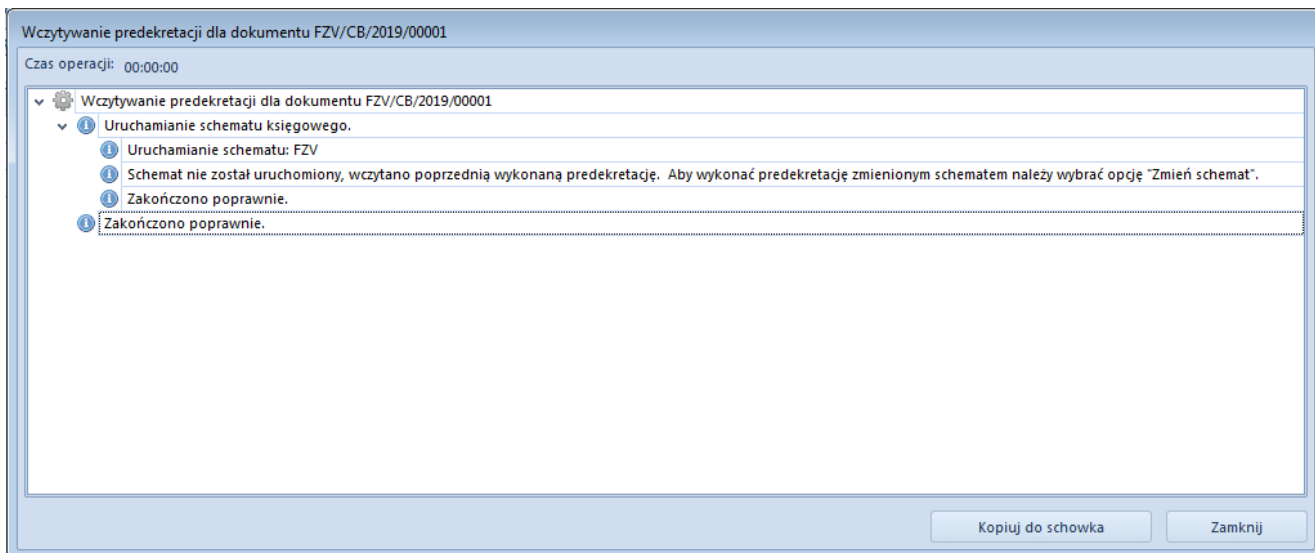 Wczytywanie predekretacji dla dokumentu FZV/CB/2019/00001
Czas operacji: 00:00:00
Wczytywanie predekretacji dla dokumentu FZV/CB/2019/00001
Uruchamianie schematu księgowego.
Uruchamianie schematu: FZV
Schemat nie został uruchomiony, wczytano poprzednią wykonaną predekretację. Aby wykonać predekretację zmienionym schematem należy wybrać opcję "Zmień schemat".
Zakończono poprawnie.
Zakończono poprawnie.
Kopiuj do schowka Zamknij